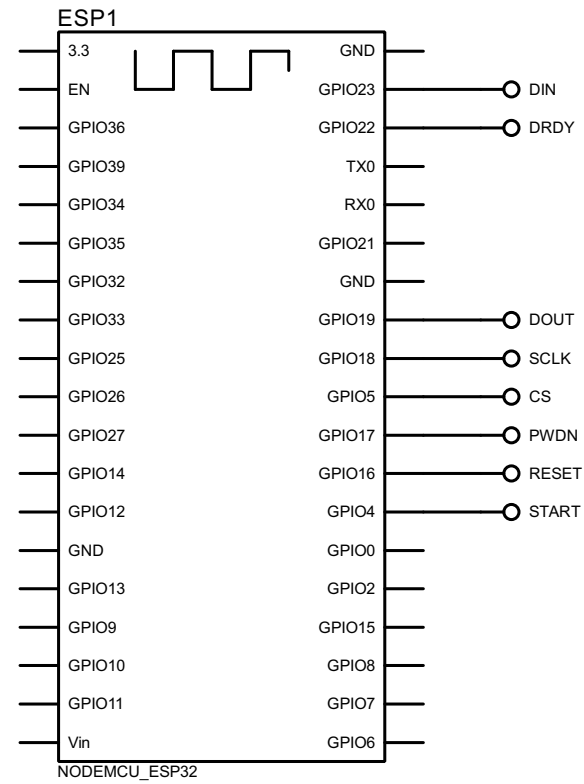 ESP1
3.3 GND
EN GPIO23 DIN
GPIO36 GPIO22 DRDY
GPIO39 TX0
GPIO34 RX0
GPIO35 GPIO21
GPIO32 GND
GPIO33 GPIO19 DOUT
GPIO25 GPIO18 SCLK
GPIO26 GPIO5 CS
GPIO27 GPIO17 PWDN
GPIO14 GPIO16 RESET
GPIO12 GPIO4 START
GND GPIO0
GPIO13 GPIO2
GPIO9 GPIO15
GPIO10 GPIO8
GPIO11 GPIO7
Vin GPIO6
NODEMCU_ESP32